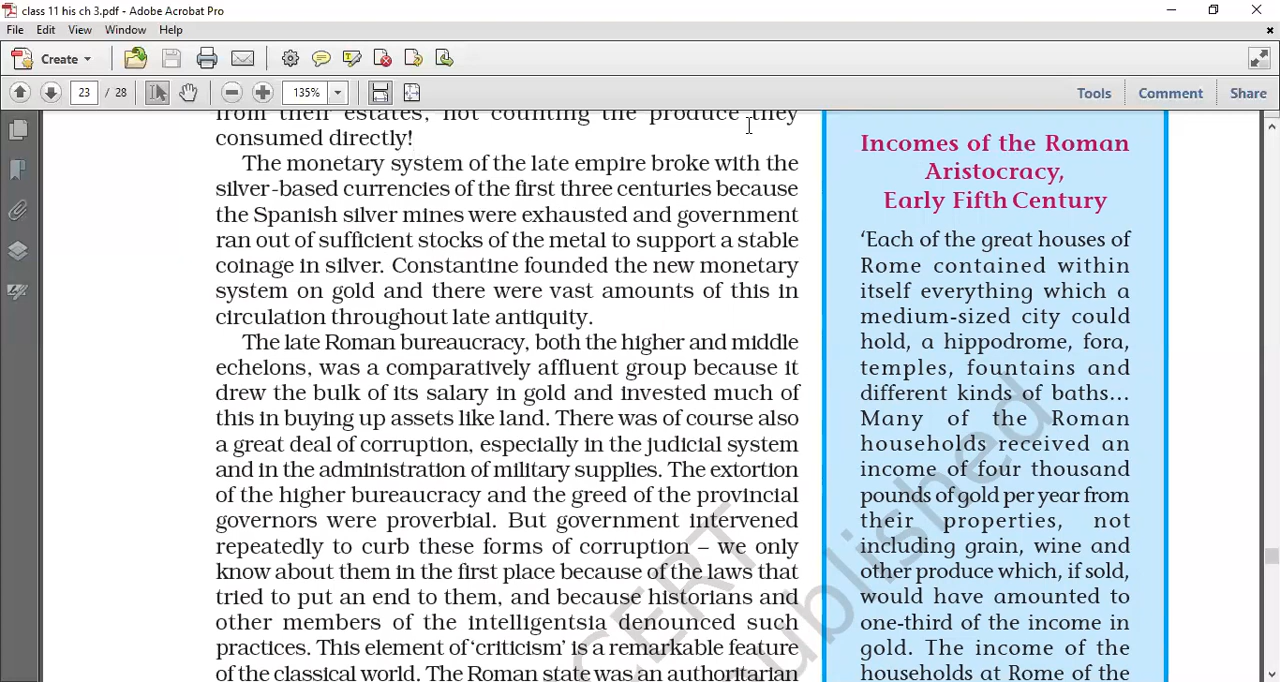 class 11 his ch 3.pdf - Adobe Acrobat Pro
File Edit View Window Help
Create
23 / 28 135% Tools Comment Share
from their estates, not counting the produce they
consumed directly!
The monetary system of the late empire broke with the
silver-based currencies of the first three centuries because
the Spanish silver mines were exhausted and government
ran out of sufficient stocks of the metal to support a stable
coinage in silver. Constantine founded the new monetary
system on gold and there were vast amounts of this in
circulation throughout late antiquity.
The late Roman bureaucracy, both the higher and middle
echelons, was a comparatively affluent group because it
drew the bulk of its salary in gold and invested much of
this in buying up assets like land. There was of course also
a great deal of corruption, especially in the judicial system
and in the administration of military supplies. The extortion
of the higher bureaucracy and the greed of the provincial
governors were proverbial. But government intervened
repeatedly to curb these forms of corruption – we only
know about them in the first place because of the laws that
tried to put an end to them, and because historians and
other members of the intelligentsia denounced such
practices. This element of ‘criticism’ is a remarkable feature
of the classical world. The Roman state was an authoritarian
Incomes of the Roman
Aristocracy,
Early Fifth Century
‘Each of the great houses of
Rome contained within
itself everything which a
medium-sized city could
hold, a hippodrome, fora,
temples, fountains and
different kinds of baths…
Many of the Roman
households received an
income of four thousand
pounds of gold per year from
their properties, not
including grain, wine and
other produce which, if sold,
would have amounted to
one-third of the income in
gold. The income of the
households at Rome of the
CERT
ublished